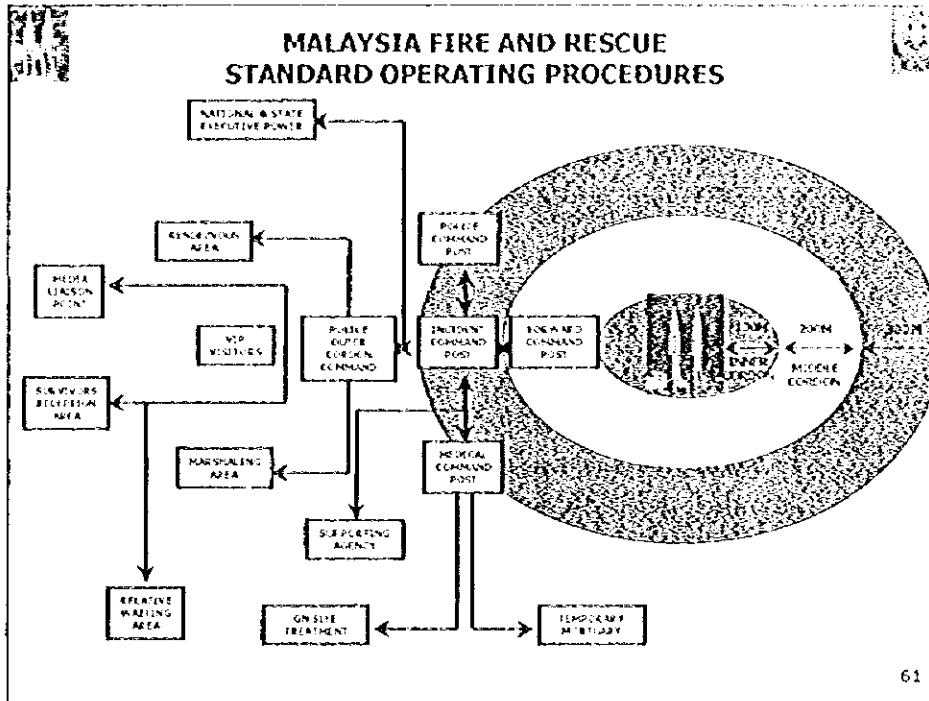 MALAYSIA FIRE AND RESCUE
STANDARD OPERATING PROCEDURES
NATIONAL & STATE
EXECUTIVE POWER
RENDEZVOUS
AREA
POLICE
COMMAND
POST
MEDIA
LIAISON
POINT
VIP
VISITORS
POLICE
OUTER
CORDON
COMMAND
INCIDENT
COMMAND
POST
FORWARD
COMMAND
POST
100M
INNER
200M
MIDDLE
CORDON
SURVIVORS
RECEPTION
AREA
MARSHALING
AREA
MEDICAL
COMMAND
POST
SUPPORTING
AGENCY
RELATIVE
WAITING
AREA
ON SITE
TREATMENT
TEMPORARY
MORTUARY
61